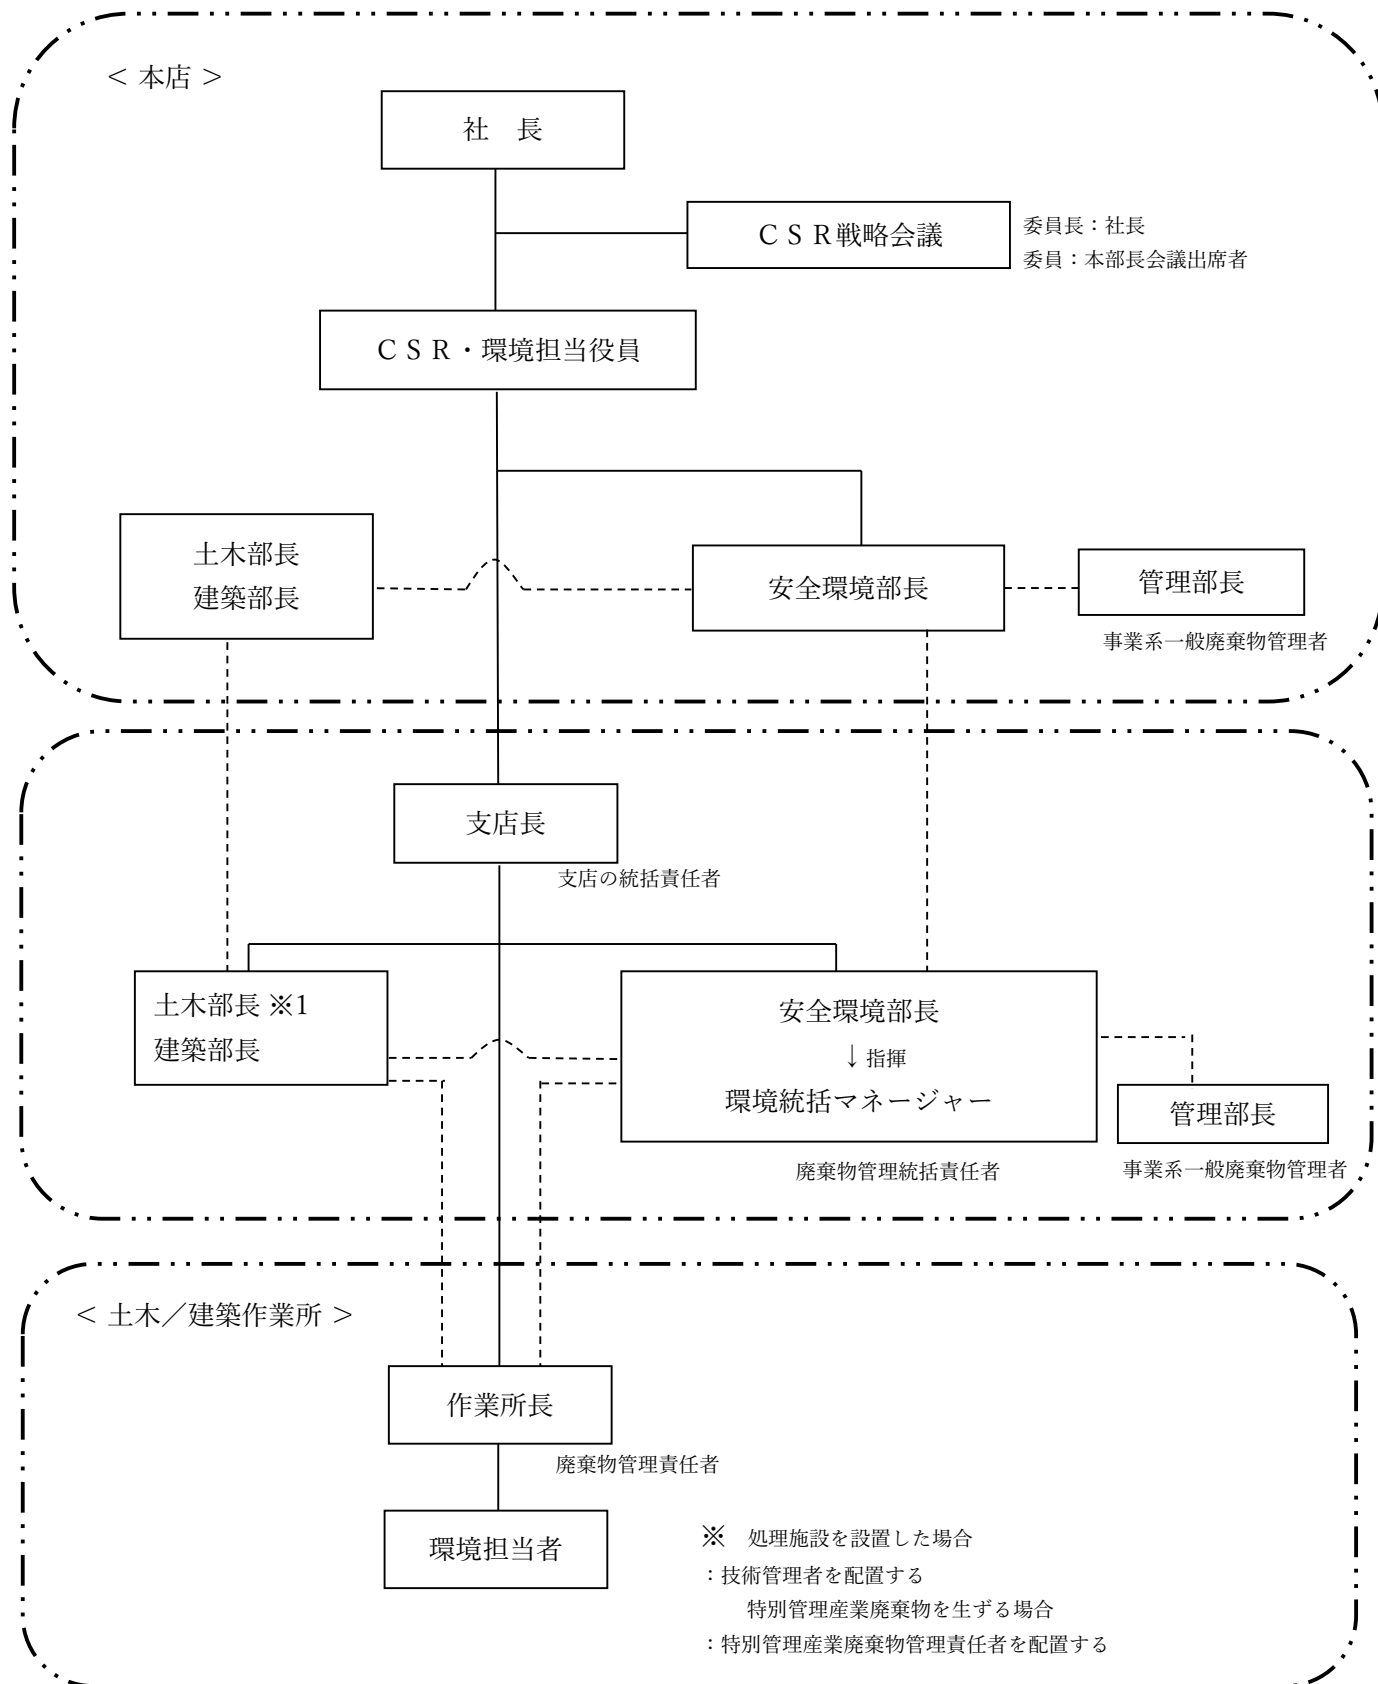 ＜ 本店 ＞
社　長
ＣＳＲ戦略会議
委員長：社長
委員：本部長会議出席者
ＣＳＲ・環境担当役員
土木部長
建築部長
安全環境部長
管理部長
事業系一般廃棄物管理者
支店長
支店の統括責任者
土木部長 ※1
建築部長
安全環境部長
↓ 指揮
環境統括マネージャー
廃棄物管理統括責任者
管理部長
事業系一般廃棄物管理者
＜ 土木／建築作業所 ＞
作業所長
廃棄物管理責任者
環境担当者
※　処理施設を設置した場合
：技術管理者を配置する
特別管理産業廃棄物を生ずる場合
：特別管理産業廃棄物管理責任者を配置する